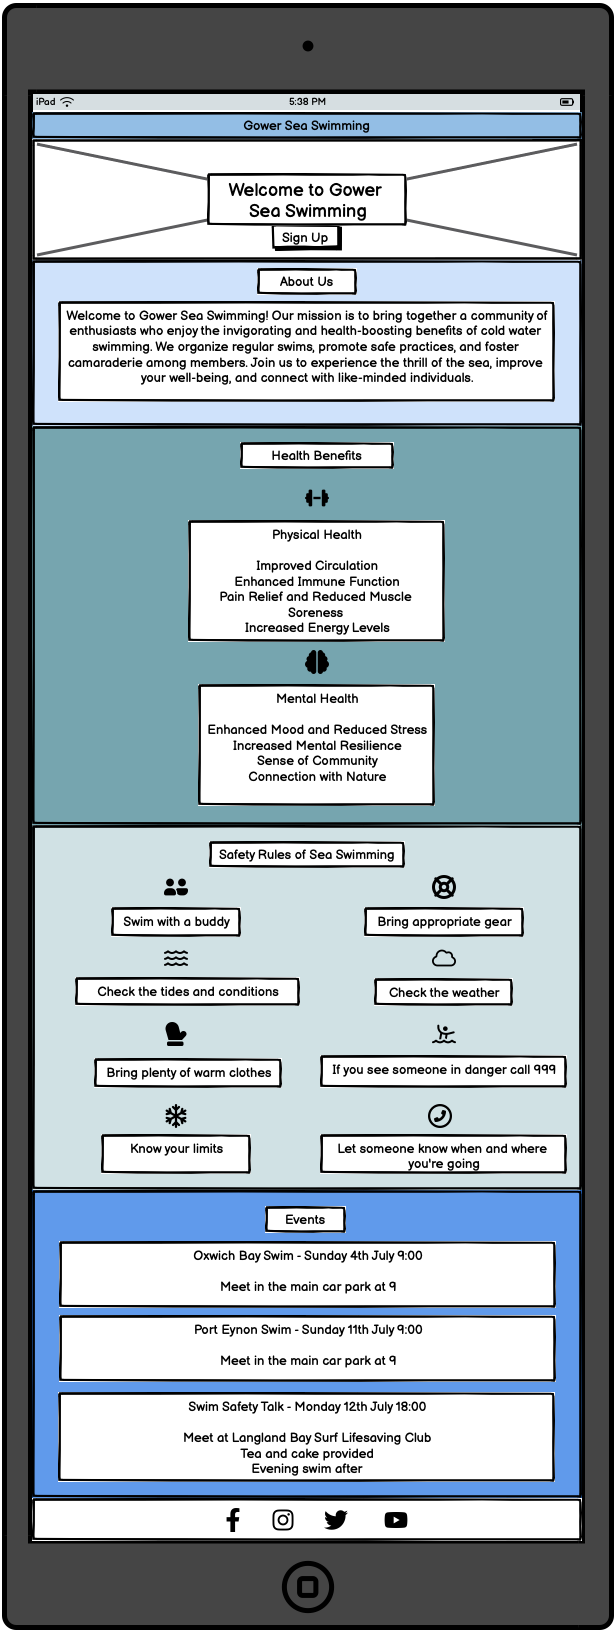 iPad
5:38 PM
Gower Sea Swimming
Welcome to Gower
Sea Swimming
Sign Up
About Us
Welcome to Gower Sea Swimming! Our mission is to bring together a community of
enthusiasts who enjoy the invigorating and health-boosting benefits of cold water
swimming. We organize regular swims, promote safe practices, and foster
camaraderie among members. Join us to experience the thrill of the sea, improve
your well-being, and connect with like-minded individuals.
Health Benefits
Physical Health
Improved Circulation
Enhanced Immune Function
Pain Relief and Reduced Muscle
Soreness
Increased Energy Levels
Mental Health
Enhanced Mood and Reduced Stress
Increased Mental Resilience
Sense of Community
Connection with Nature
Safety Rules of Sea Swimming
Swim with a buddy
Bring appropriate gear
Check the tides and conditions
Check the weather
Bring plenty of warm clothes
If you see someone in danger call 999
Know your limits
Let someone know when and where
you're going
Events
Oxwich Bay Swim - Sunday 4th July 9:00
Meet in the main car park at 9
Port Eynon Swim - Sunday 11th July 9:00
Meet in the main car park at 9
Swim Safety Talk - Monday 12th July 18:00
Meet at Langland Bay Surf Lifesaving Club
Tea and cake provided
Evening swim after